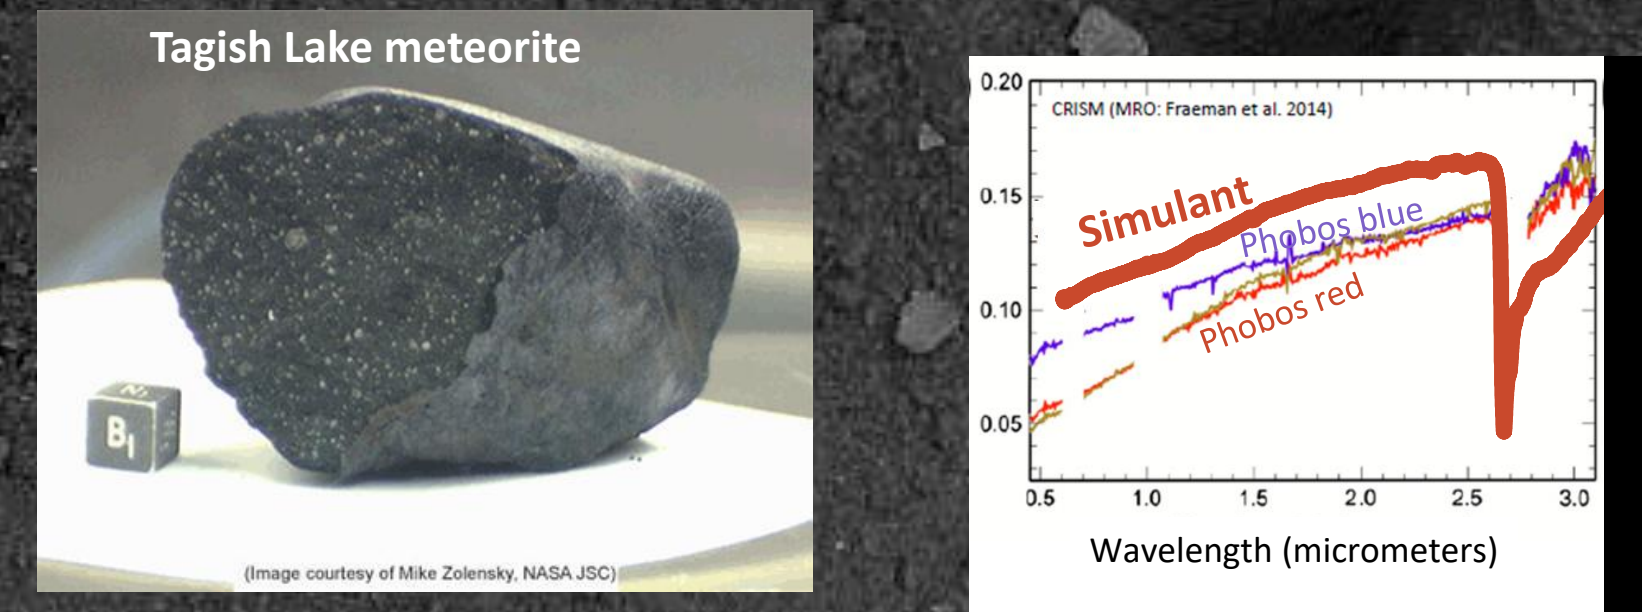 Tagish Lake meteorite
B1
(Image courtesy of Mike Zolensky, NASA JSC)
CRISM (MRO: Fraeman et al. 2014)
0.20
0.15
0.10
0.05
Simulant
Phobos blue
Phobos red
0.5 1.0 1.5 2.0 2.5 3.0
Wavelength (micrometers)